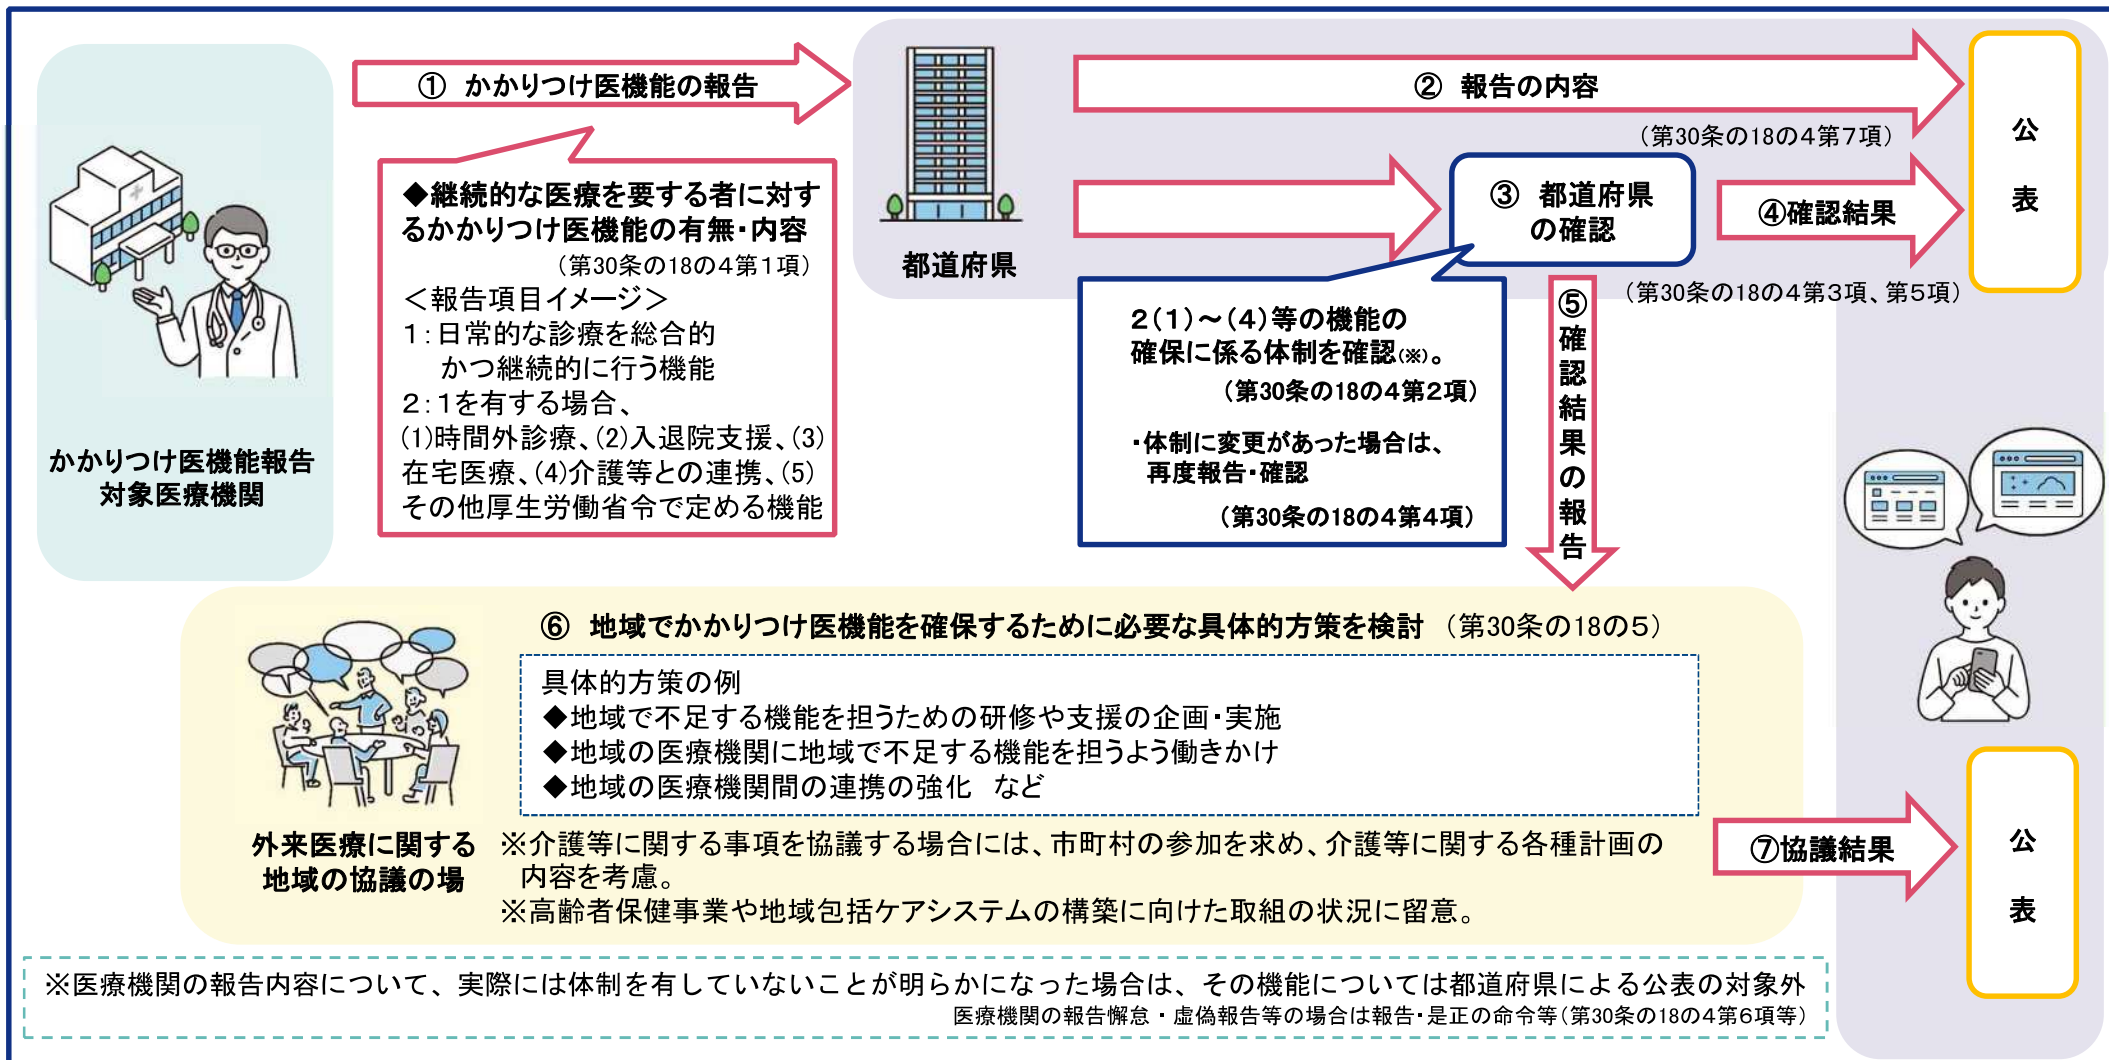 ① かかりつけ医機能の報告
② 報告の内容
(第30条の18の4第7項)
公表
◆継続的な医療を要する者に対す
るかかりつけ医機能の有無・内容
(第30条の18の4第1項)
<報告項目イメージ>
1:日常的な診療を総合的
かつ継続的に行う機能
2:1を有する場合、
(1)時間外診療、(2)入退院支援、(3)
在宅医療、(4)介護等との連携、(5)
その他厚生労働省令で定める機能
都道府県
③ 都道府県
の確認
④確認結果
(第30条の18の4第3項、第5項)
2(1)~(4)等の機能の
確保に係る体制を確認(※)。
(第30条の18の4第2項)
・体制に変更があった場合は、
再度報告・確認
(第30条の18の4第4項)
⑤確認結果の報告
かかりつけ医機能報告
対象医療機関
⑥ 地域でかかりつけ医機能を確保するために必要な具体的方策を検討 (第30条の18の5)
具体的方策の例
◆地域で不足する機能を担うための研修や支援の企画・実施
◆地域の医療機関に地域で不足する機能を担うよう働きかけ
◆地域の医療機関間の連携の強化 など
外来医療に関する
地域の協議の場
※介護等に関する事項を協議する場合には、市町村の参加を求め、介護等に関する各種計画の
内容を考慮。
※高齢者保健事業や地域包括ケアシステムの構築に向けた取組の状況に留意。
⑦協議結果
公表
※医療機関の報告内容について、実際には体制を有していないことが明らかになった場合は、その機能については都道府県による公表の対象外
医療機関の報告懈怠・虚偽報告等の場合は報告・是正の命令等(第30条の18の4第6項等)